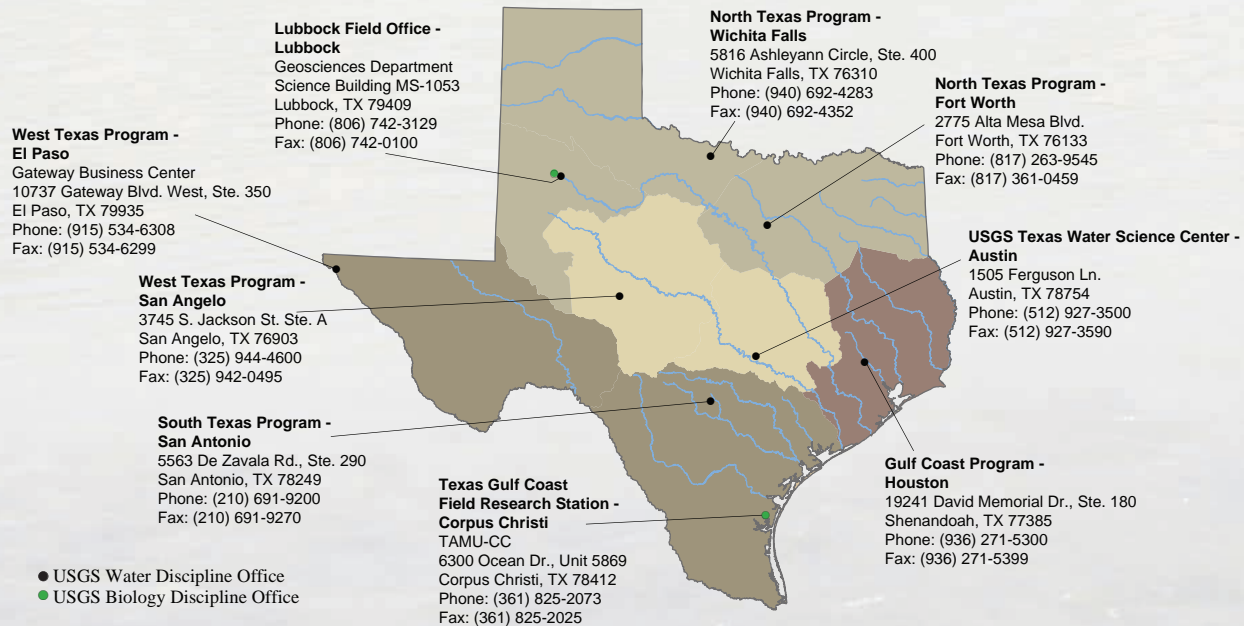 Lubbock Field Office -
Lubbock
Geosciences Department
Science Building MS-1053
Lubbock, TX 79409
Phone: (806) 742-3129
Fax: (806) 742-0100
North Texas Program -
Wichita Falls
5816 Ashleyann Circle, Ste. 400
Wichita Falls, TX 76310
Phone: (940) 692-4283
Fax: (940) 692-4352
North Texas Program -
Fort Worth
2775 Alta Mesa Blvd.
Fort Worth, TX 76133
Phone: (817) 263-9545
Fax: (817) 361-0459
West Texas Program -
El Paso
Gateway Business Center
10737 Gateway Blvd. West, Ste. 350
El Paso, TX 79935
Phone: (915) 534-6308
Fax: (915) 534-6299
USGS Texas Water Science Center -
Austin
1505 Ferguson Ln.
Austin, TX 78754
Phone: (512) 927-3500
Fax: (512) 927-3590
West Texas Program -
San Angelo
3745 S. Jackson St. Ste. A
San Angelo, TX 76903
Phone: (325) 944-4600
Fax: (325) 942-0495
South Texas Program -
San Antonio
5563 De Zavala Rd., Ste. 290
San Antonio, TX 78249
Phone: (210) 691-9200
Fax: (210) 691-9270
Texas Gulf Coast
Field Research Station -
Corpus Christi
TAMU-CC
6300 Ocean Dr., Unit 5869
Corpus Christi, TX 78412
Phone: (361) 825-2073
Fax: (361) 825-2025
Gulf Coast Program -
Houston
19241 David Memorial Dr., Ste. 180
Shenandoah, TX 77385
Phone: (936) 271-5300
Fax: (936) 271-5399
USGS Water Discipline Office
USGS Biology Discipline Office